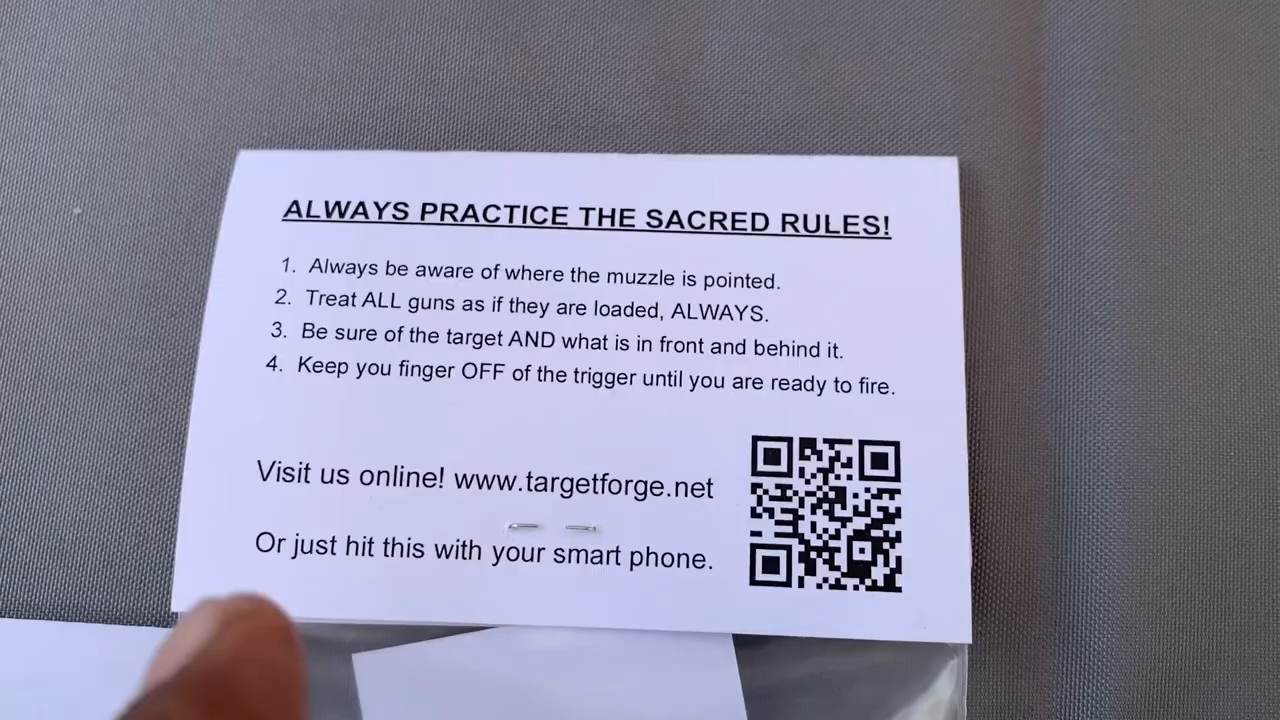 ALWAYS PRACTICE THE SACRED RULES!
1. Always be aware of where the muzzle is pointed.
2. Treat ALL guns as if they are loaded, ALWAYS.
3. Be sure of the target AND what is in front and behind it.
4. Keep you finger OFF of the trigger until you are ready to fire.
Visit us online! www.targetforge.net
Or just hit this with your smart phone.